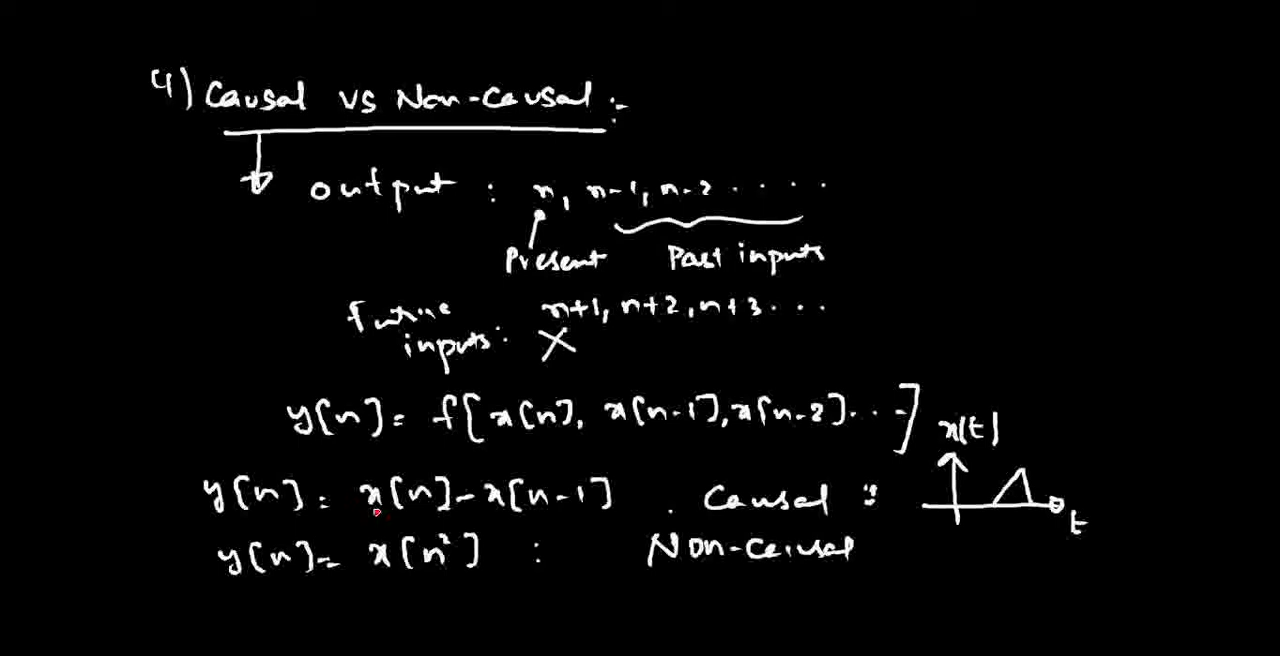 4) Causal vs Non-causal :-
output : n, n-1, n-2 . . . .
Present Past inputs
future n+1, n+2, n+3 . . .
inputs : X
y[n] = f[x[n], x[n-1], x[n-2] . . . ]
x(t)
y[n] = x[n] - x[n-1] . Causal :
t
y[n] = x[n²] : Non-causal